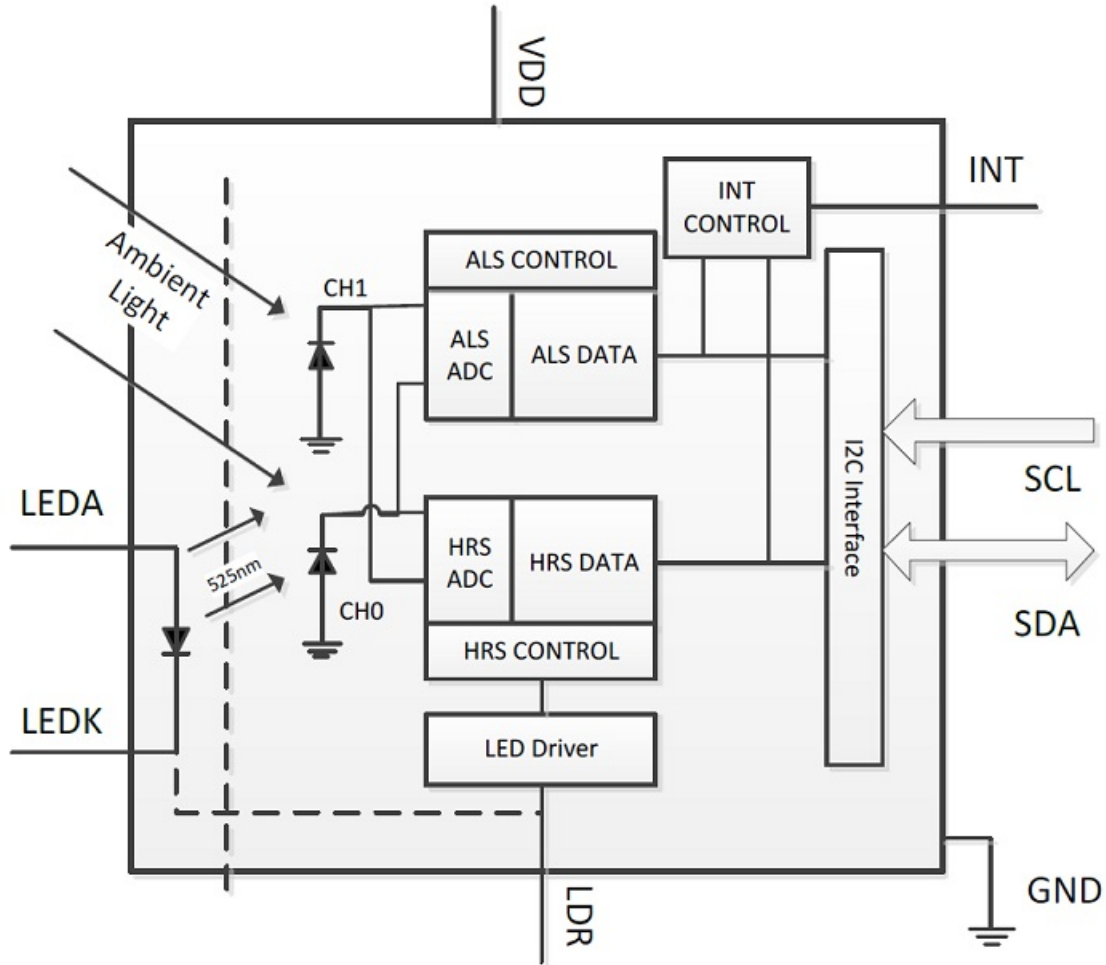 VDD
INT
INT
CONTROL
Ambient
Light
ALS CONTROL
CH1
ALS
ADC
ALS DATA
I2C Interface
SCL
LEDA
HRS
ADC
HRS DATA
525nm
CH0
SDA
HRS CONTROL
LEDK
LED Driver
LDR
GND